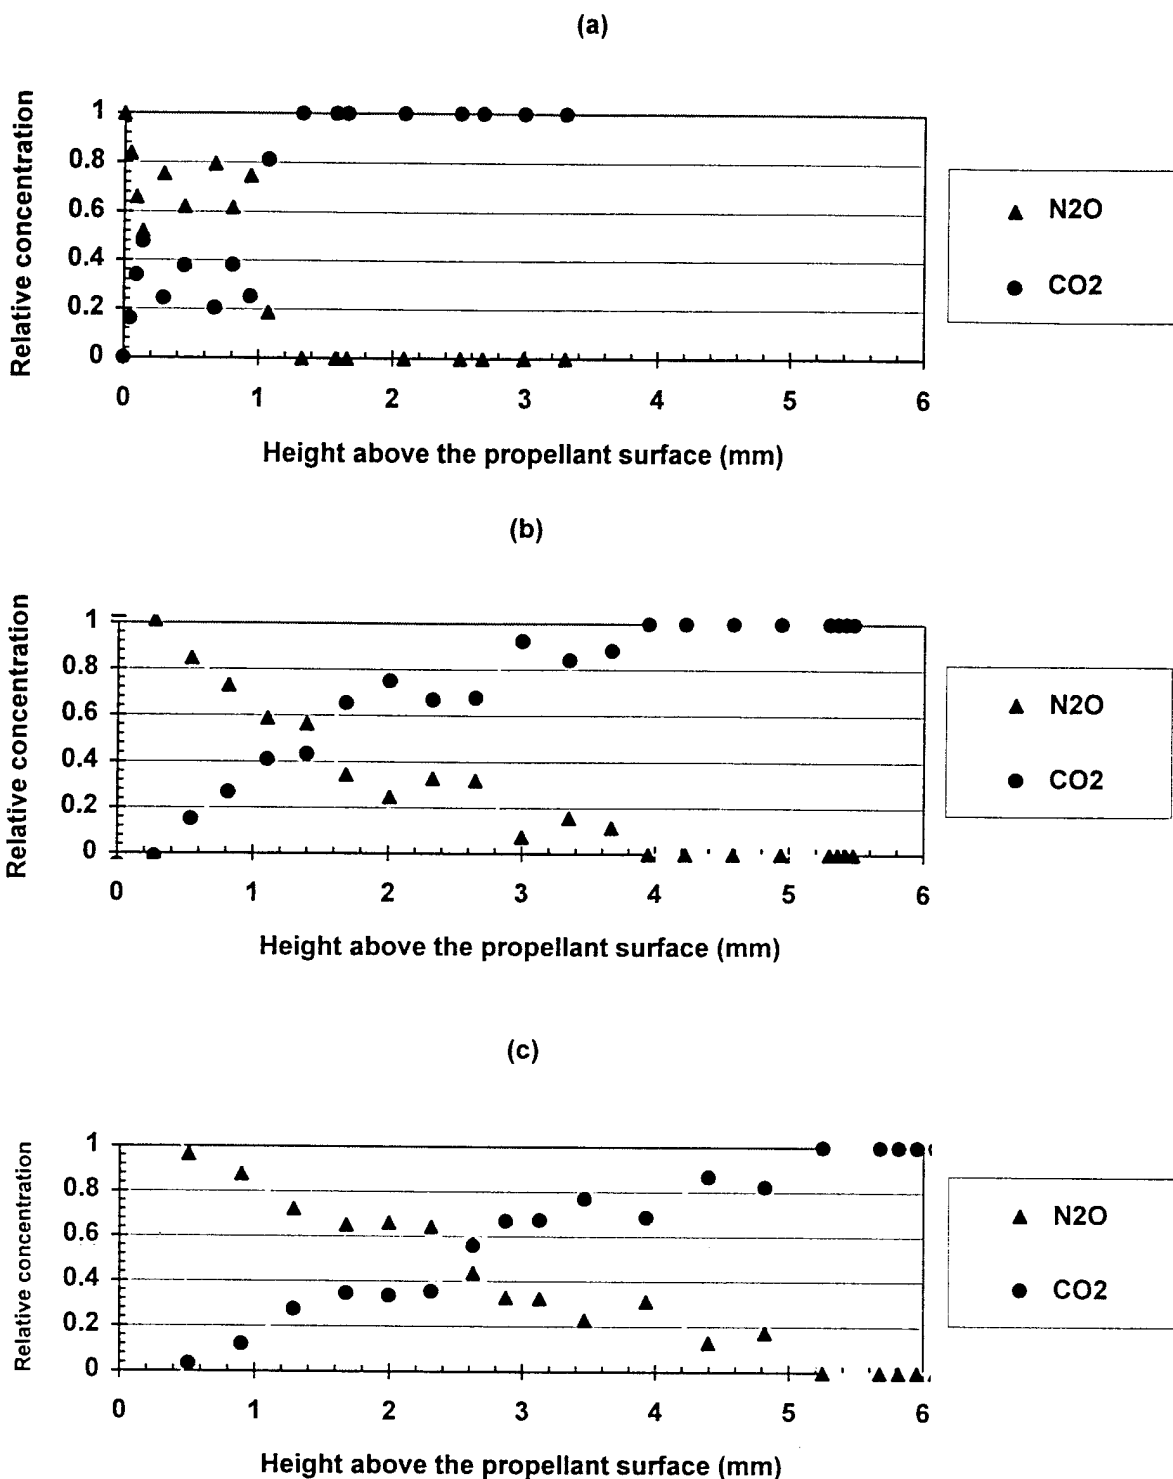 (a)
Relative concentration
1
0.8
0.6
0.4
0.2
0
0 1 2 3 4 5 6
Height above the propellant surface (mm)
N2O
CO2
(b)
Relative concentration
1
0.8
0.6
0.4
0.2
0
0 1 2 3 4 5 6
Height above the propellant surface (mm)
N2O
CO2
(c)
Relative concentration
1
0.8
0.6
0.4
0.2
0
0 1 2 3 4 5 6
Height above the propellant surface (mm)
N2O
CO2